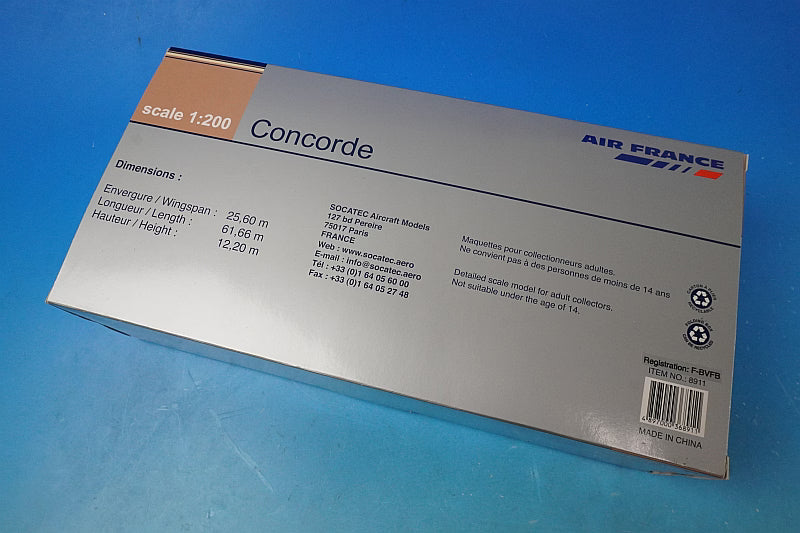 scale 1:200
Concorde
AIR FRANCE
Dimensions :
Envergure / Wingspan : 25,60 m
Longueur / Length : 61,66 m
Hauteur / Height : 12,20 m
SOCATEC Aircraft Models
127 bd Pereire
75017 Paris
FRANCE
Web : www.socatec.aero
E-mail : info@socatec.aero
Tél : +33 (0)1 64 05 60 00
Fax : +33 (0)1 64 05 27 48
Maquettes pour collectionneurs adultes.
Ne convient pas à des personnes de moins de 14 ans
Detailed scale model for adult collectors.
Not suitable under the age of 14.
Registration: F-BVFB
ITEM NO.: 8911
4 897000 368911
MADE IN CHINA